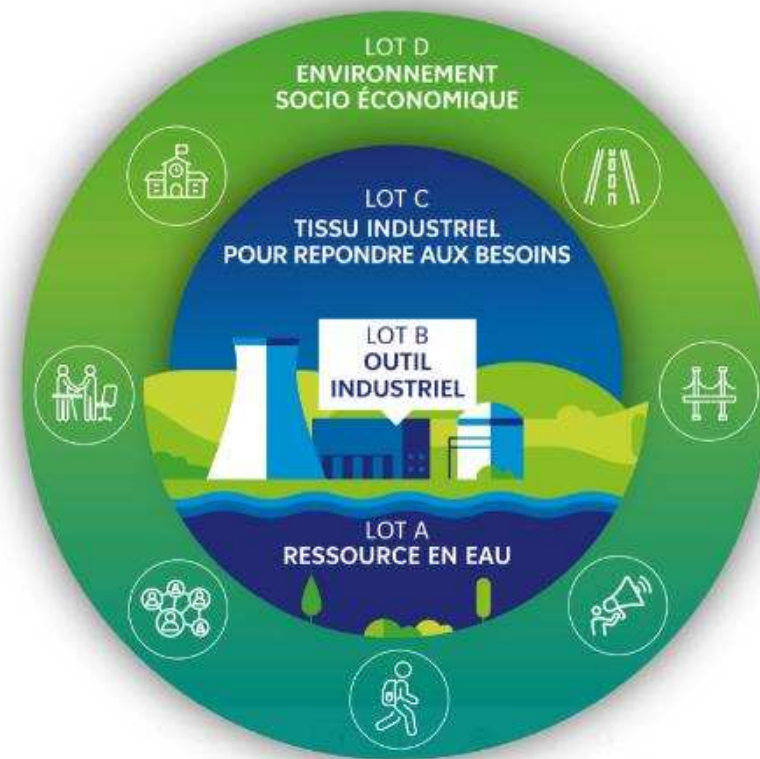 LOT D
ENVIRONNEMENT
SOCIO ÉCONOMIQUE
LOT C
TISSU INDUSTRIEL
POUR REPONDRE AUX BESOINS
LOT B
OUTIL
INDUSTRIEL
LOT A
RESSOURCE EN EAU